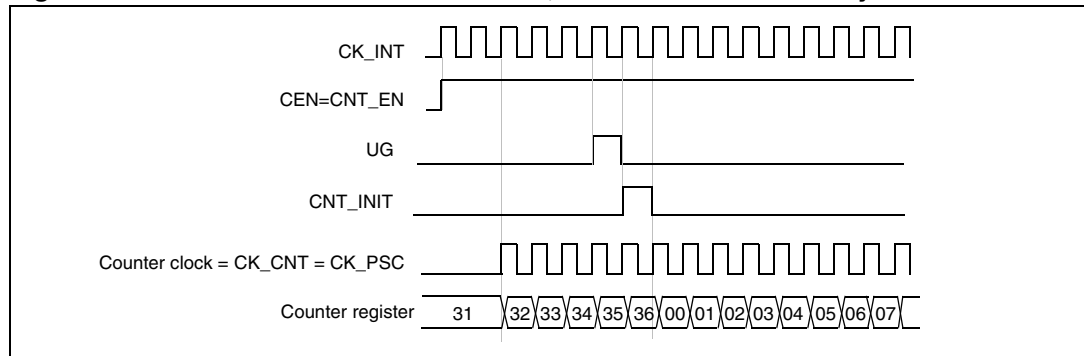 CK_INT
CEN=CNT_EN
UG
CNT_INIT
Counter clock = CK_CNT = CK_PSC
Counter register 31 32 33 34 35 36 00 01 02 03 04 05 06 07